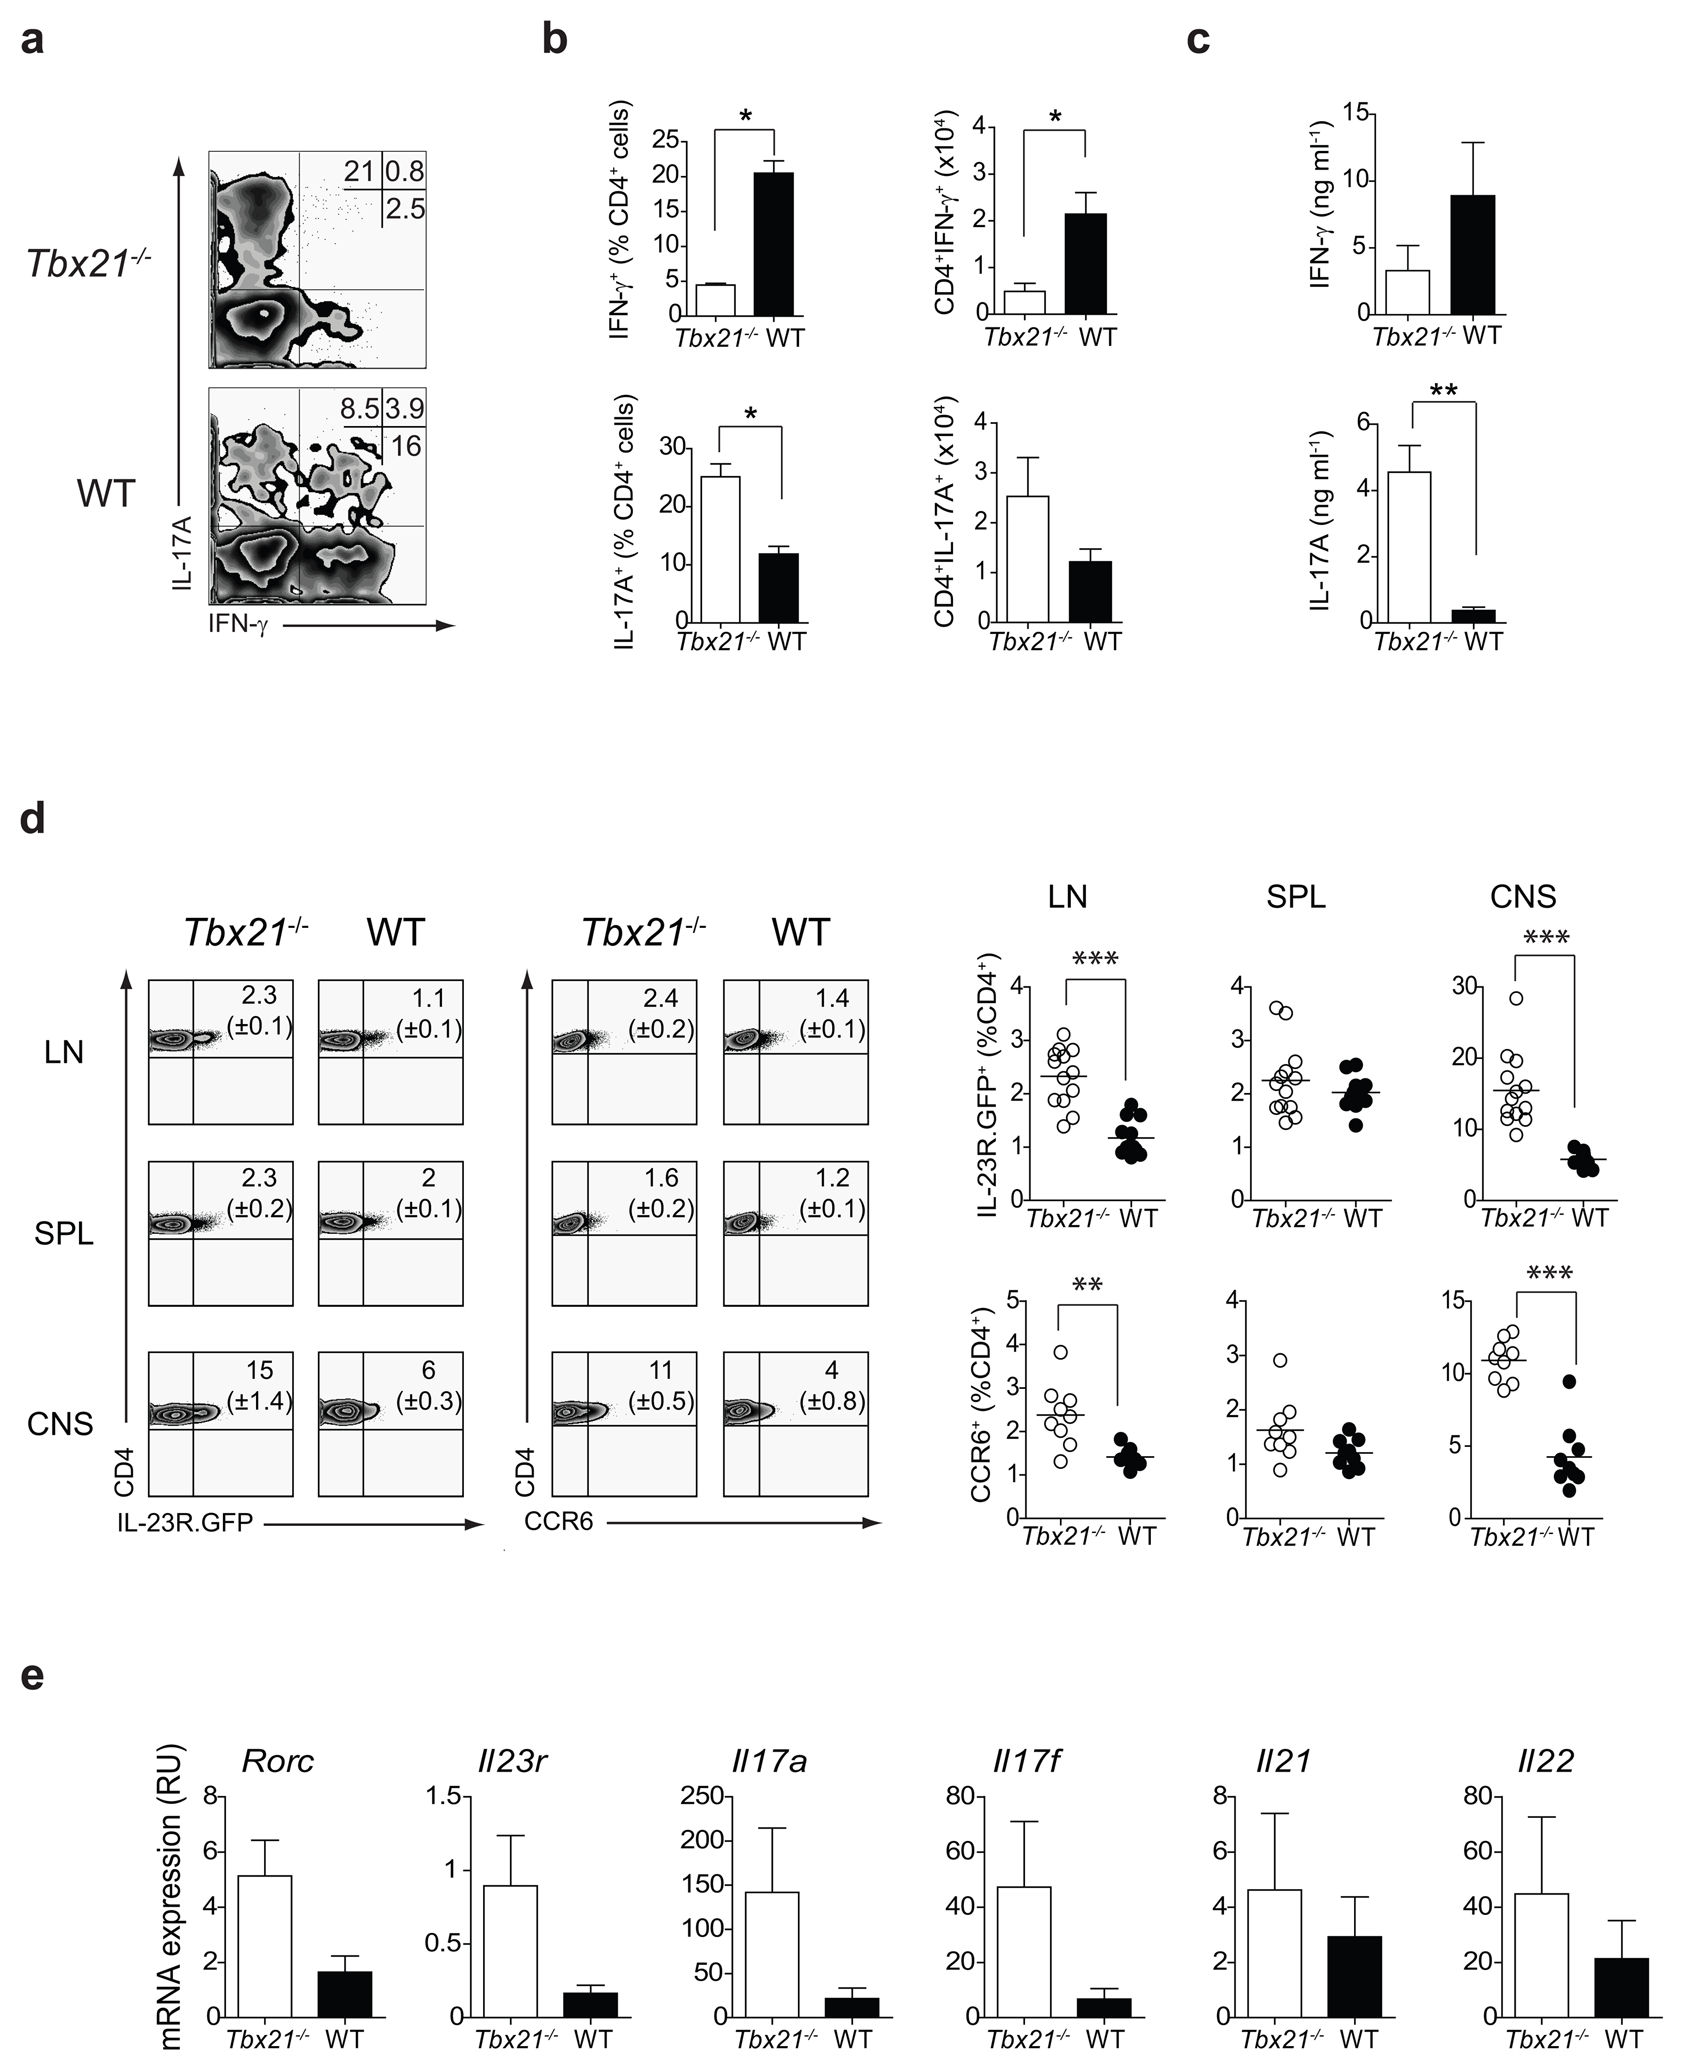 a
b
c
Tbx21-/-
WT
IL-17A
IFN-γ
21 0.8
2.5
8.5 3.9
16
IFN-γ+ (% CD4+ cells)
25
20
15
10
5
0
*
Tbx21-/- WT
CD4+IFN-γ+ (x10⁴)
4
3
2
1
0
*
Tbx21-/- WT
IFN-γ (ng ml-1)
15
10
5
0
Tbx21-/- WT
IL-17A+ (% CD4+ cells)
30
20
10
0
*
Tbx21-/- WT
CD4+IL-17A+ (x10⁴)
4
3
2
1
0
Tbx21-/- WT
IL-17A (ng ml-1)
6
4
2
0
**
Tbx21-/- WT
d
Tbx21-/- WT
Tbx21-/- WT
LN
2.3
(±0.1)
1.1
(±0.1)
2.4
(±0.2)
1.4
(±0.1)
SPL
2.3
(±0.2)
2
(±0.1)
1.6
(±0.2)
1.2
(±0.1)
CNS
15
(±1.4)
6
(±0.3)
11
(±0.5)
4
(±0.8)
CD4
IL-23R.GFP
CD4
CCR6
LN
SPL
CNS
IL-23R.GFP+ (%CD4+)
4
3
2
1
0
***
Tbx21-/- WT
4
3
2
1
0
Tbx21-/- WT
30
20
10
0
***
Tbx21-/- WT
CCR6+ (%CD4+)
5
4
3
2
1
0
**
Tbx21-/- WT
4
3
2
1
0
Tbx21-/- WT
15
10
5
0
***
Tbx21-/- WT
e
mRNA expression (RU)
Rorc
8
6
4
2
0
Tbx21-/- WT
Il23r
1.5
1
0.5
0
Tbx21-/- WT
Il17a
250
200
150
100
50
0
Tbx21-/- WT
Il17f
80
60
40
20
0
Tbx21-/- WT
Il21
8
6
4
2
0
Tbx21-/- WT
Il22
80
60
40
20
0
Tbx21-/- WT